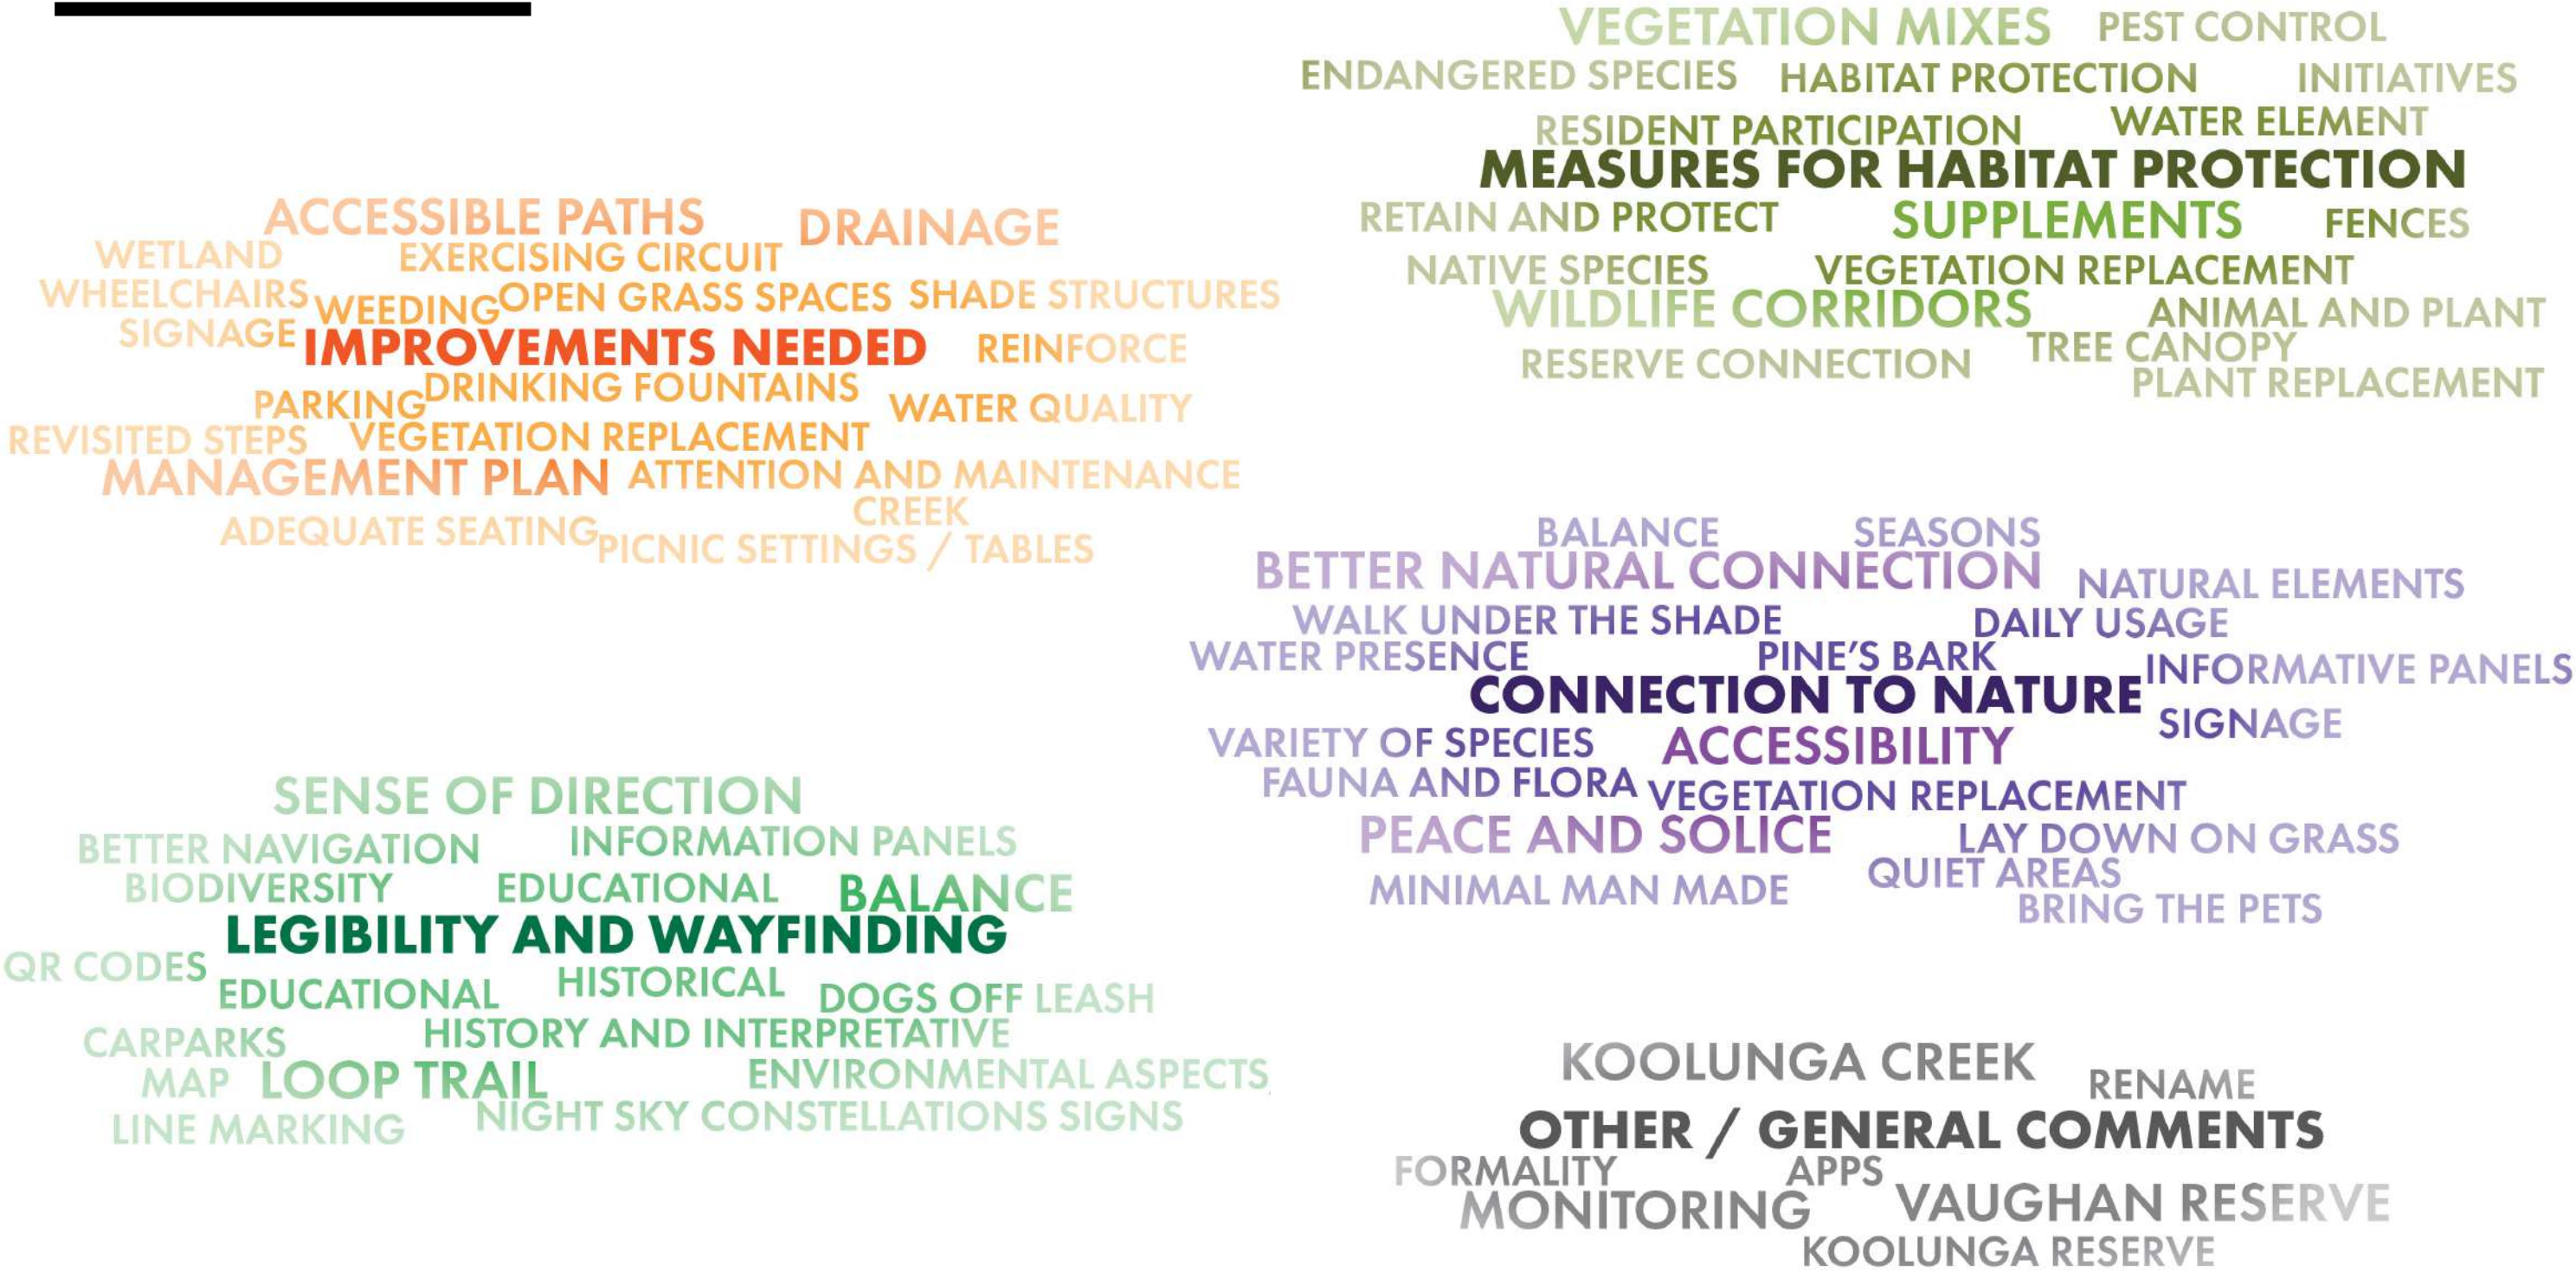 ACCESSIBLE PATHS
DRAINAGE
WETLAND
EXERCISING CIRCUIT
WHEELCHAIRS
WEEDING
OPEN GRASS SPACES
SHADE STRUCTURES
SIGNAGE
IMPROVEMENTS NEEDED
REINFORCE
PARKING
DRINKING FOUNTAINS
WATER QUALITY
REVISITED STEPS
VEGETATION REPLACEMENT
MANAGEMENT PLAN
ATTENTION AND MAINTENANCE
CREEK
ADEQUATE SEATING
PICNIC SETTINGS / TABLES
SENSE OF DIRECTION
BETTER NAVIGATION
INFORMATION PANELS
BIODIVERSITY
EDUCATIONAL
BALANCE
LEGIBILITY AND WAYFINDING
QR CODES
EDUCATIONAL
HISTORICAL
DOGS OFF LEASH
CARPARKS
HISTORY AND INTERPRETATIVE
MAP
LOOP TRAIL
ENVIRONMENTAL ASPECTS
LINE MARKING
NIGHT SKY CONSTELLATIONS SIGNS
VEGETATION MIXES
PEST CONTROL
ENDANGERED SPECIES
HABITAT PROTECTION
INITIATIVES
RESIDENT PARTICIPATION
WATER ELEMENT
MEASURES FOR HABITAT PROTECTION
RETAIN AND PROTECT
SUPPLEMENTS
FENCES
NATIVE SPECIES
VEGETATION REPLACEMENT
WILDLIFE CORRIDORS
ANIMAL AND PLANT
RESERVE CONNECTION
TREE CANOPY
PLANT REPLACEMENT
BALANCE
SEASONS
BETTER NATURAL CONNECTION
NATURAL ELEMENTS
WALK UNDER THE SHADE
DAILY USAGE
WATER PRESENCE
PINE'S BARK
INFORMATIVE PANELS
CONNECTION TO NATURE
SIGNAGE
VARIETY OF SPECIES
ACCESSIBILITY
FAUNA AND FLORA
VEGETATION REPLACEMENT
PEACE AND SOLICE
LAY DOWN ON GRASS
MINIMAL MAN MADE
QUIET AREAS
BRING THE PETS
KOOLUNGA CREEK
RENAME
OTHER / GENERAL COMMENTS
FORMALITY
APPS
MONITORING
VAUGHAN RESERVE
KOOLUNGA RESERVE